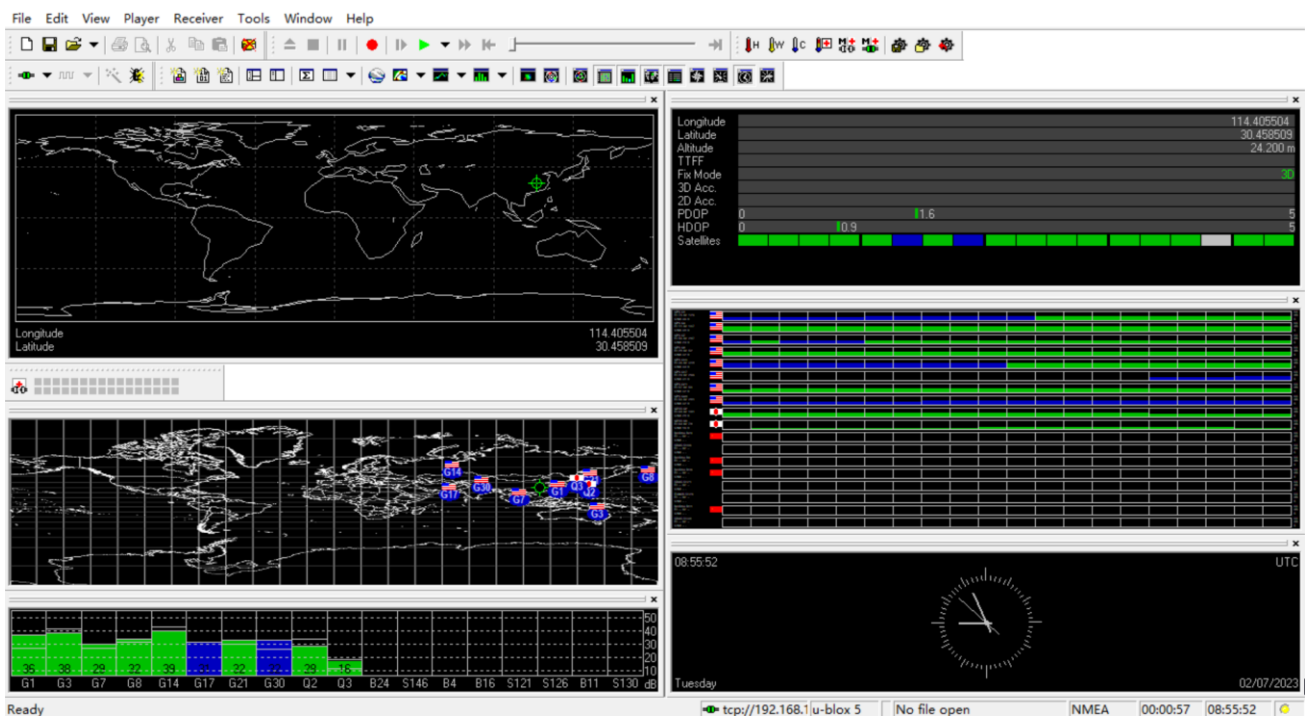 File Edit View Player Receiver Tools Window Help
H W C
Longitude 114.405504
Latitude 30.458509
G14 G17 G30 G7 G1 Q3 Q2 G3 G8
50
40
30
20
10
36 38 29 32 39 32 29 16
G1 G3 G7 G8 G14 G17 G21 G30 Q2 Q3 B24 S146 B4 B16 S121 S126 B11 S130 dB
Longitude 114.405504
Latitude 30.458509
Altitude 24.200 m
TTFF
Fix Mode 3D
3D Acc.
2D Acc.
PDOP 0 1.6 5
HDOP 0 0.9 5
Satellites
08:55:52 UTC
Tuesday 02/07/2023
Ready tcp://192.168.1 u-blox 5 No file open NMEA 00:00:57 08:55:52